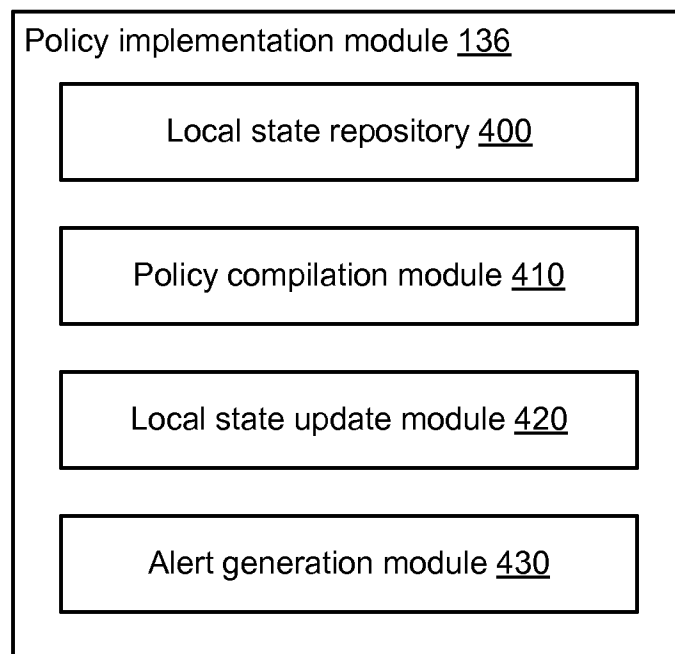 Policy implementation module 136
Local state repository 400
Policy compilation module 410
Local state update module 420
Alert generation module 430